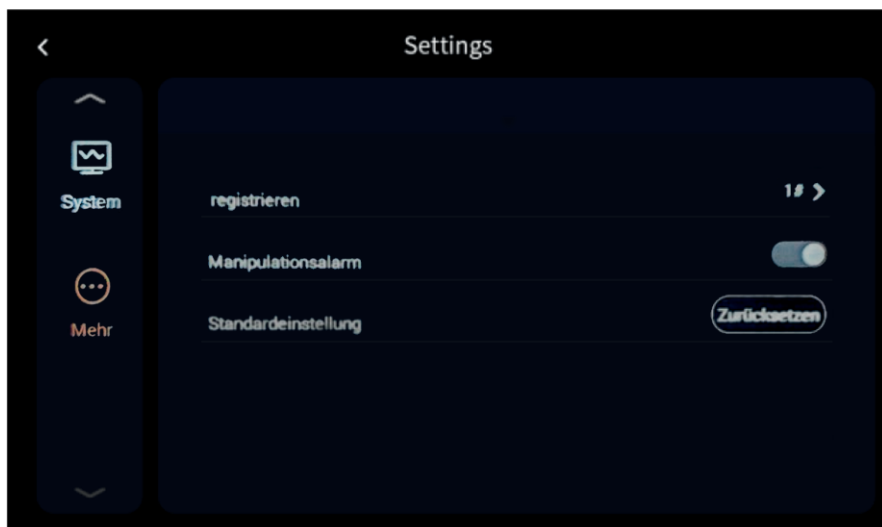 Settings
System
Mehr
registrieren
1#
Manipulationsalarm
Standardeinstellung
Zurücksetzen